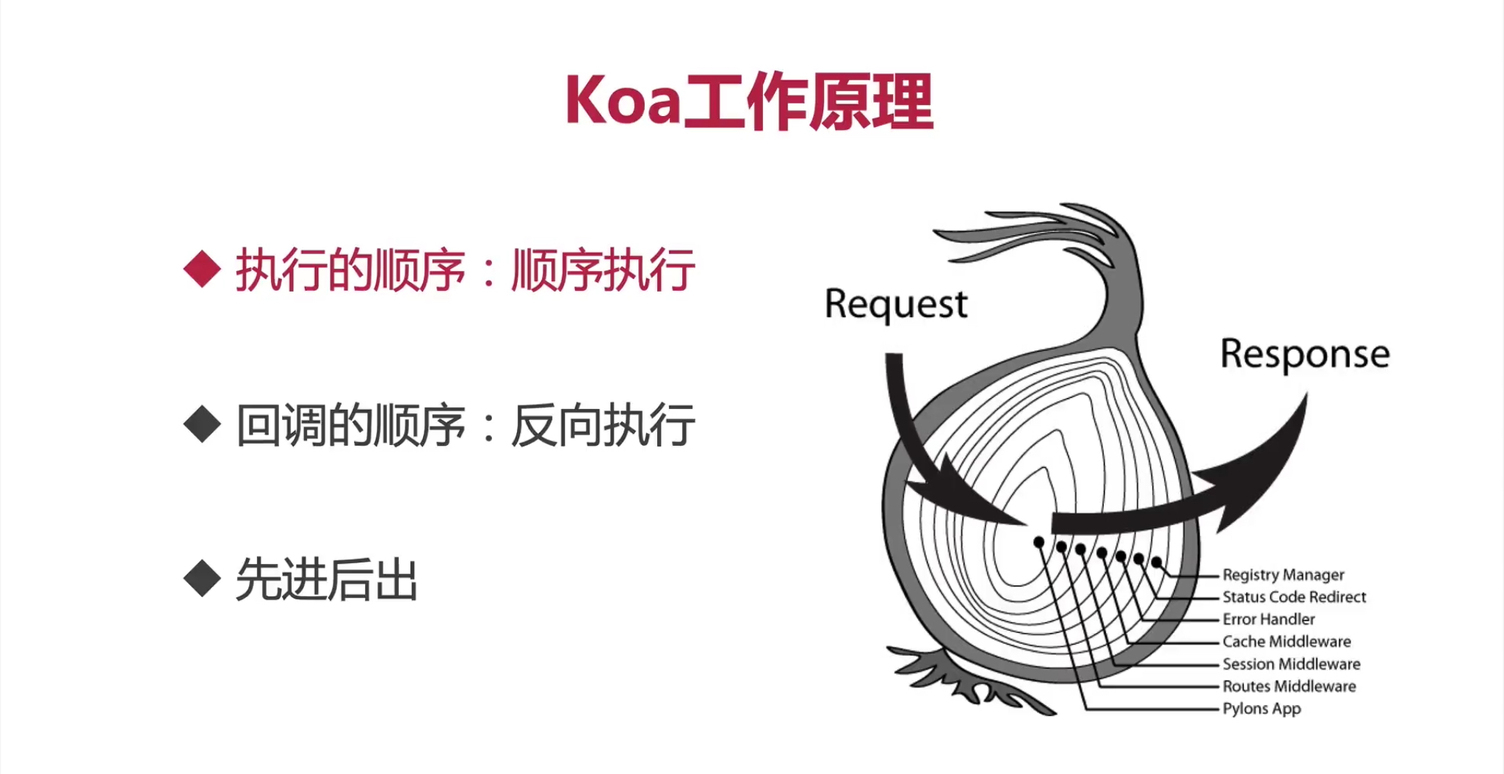 Koa工作原理
执行的顺序：顺序执行
回调的顺序：反向执行
先进后出
Request
Response
Registry Manager
Status Code Redirect
Error Handler
Cache Middleware
Session Middleware
Routes Middleware
Pylons App